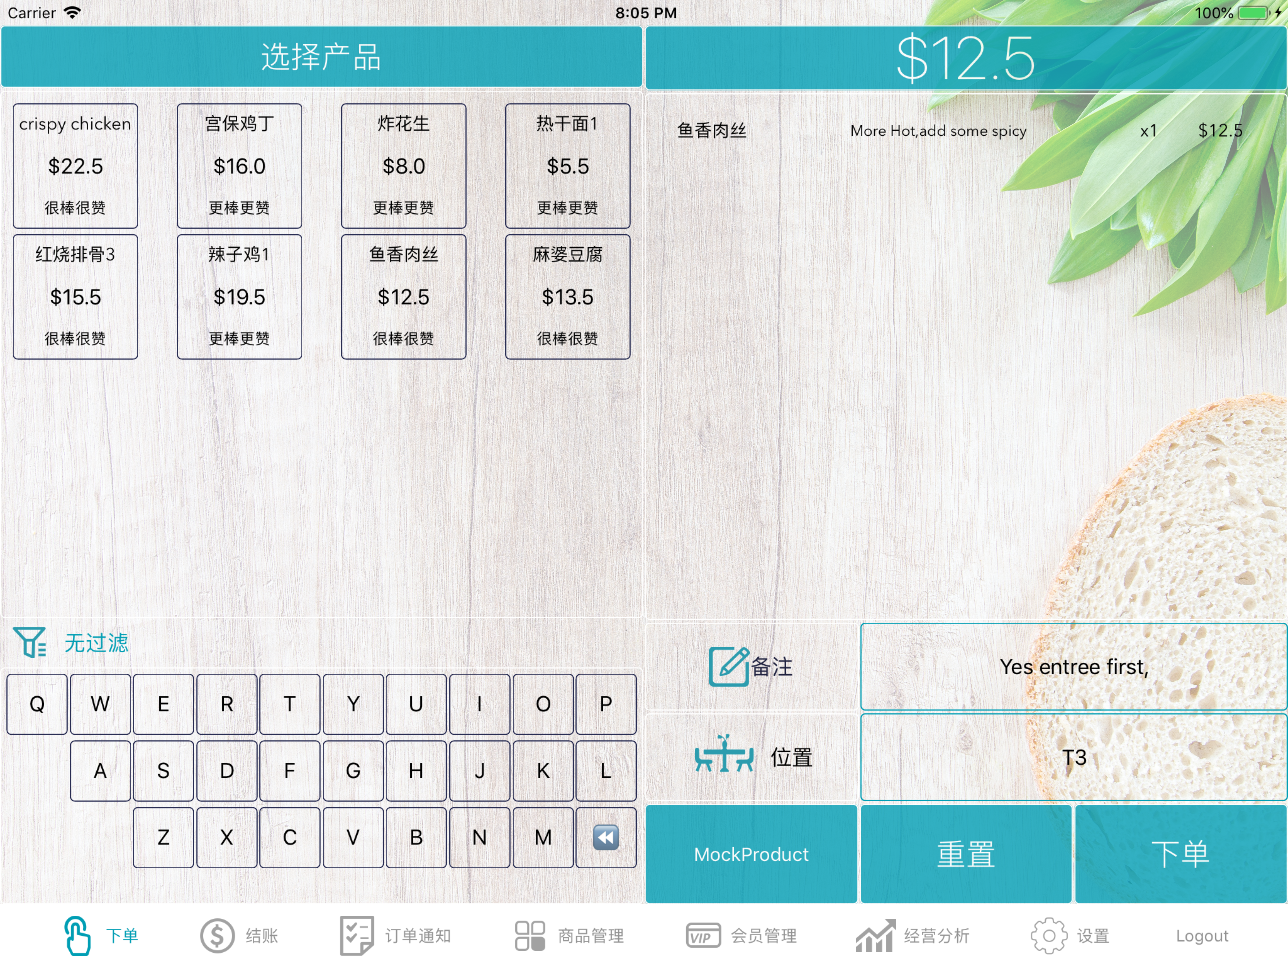 Carrier 8:05 PM 100%
选择产品
$12.5
crispy chicken
$22.5
很棒很赞
宫保鸡丁
$16.0
更棒更赞
炸花生
$8.0
更棒更赞
热干面1
$5.5
更棒更赞
红烧排骨3
$15.5
很棒很赞
辣子鸡1
$19.5
更棒更赞
鱼香肉丝
$12.5
很棒很赞
麻婆豆腐
$13.5
很棒很赞
鱼香肉丝 More Hot,add some spicy x1 $12.5
无过滤
Q W E R T Y U I O P
A S D F G H J K L
Z X C V B N M
备注 Yes entree first,
位置 T3
MockProduct 重置 下单
下单 $ 结账 订单通知 商品管理 VIP 会员管理 经营分析 设置 Logout